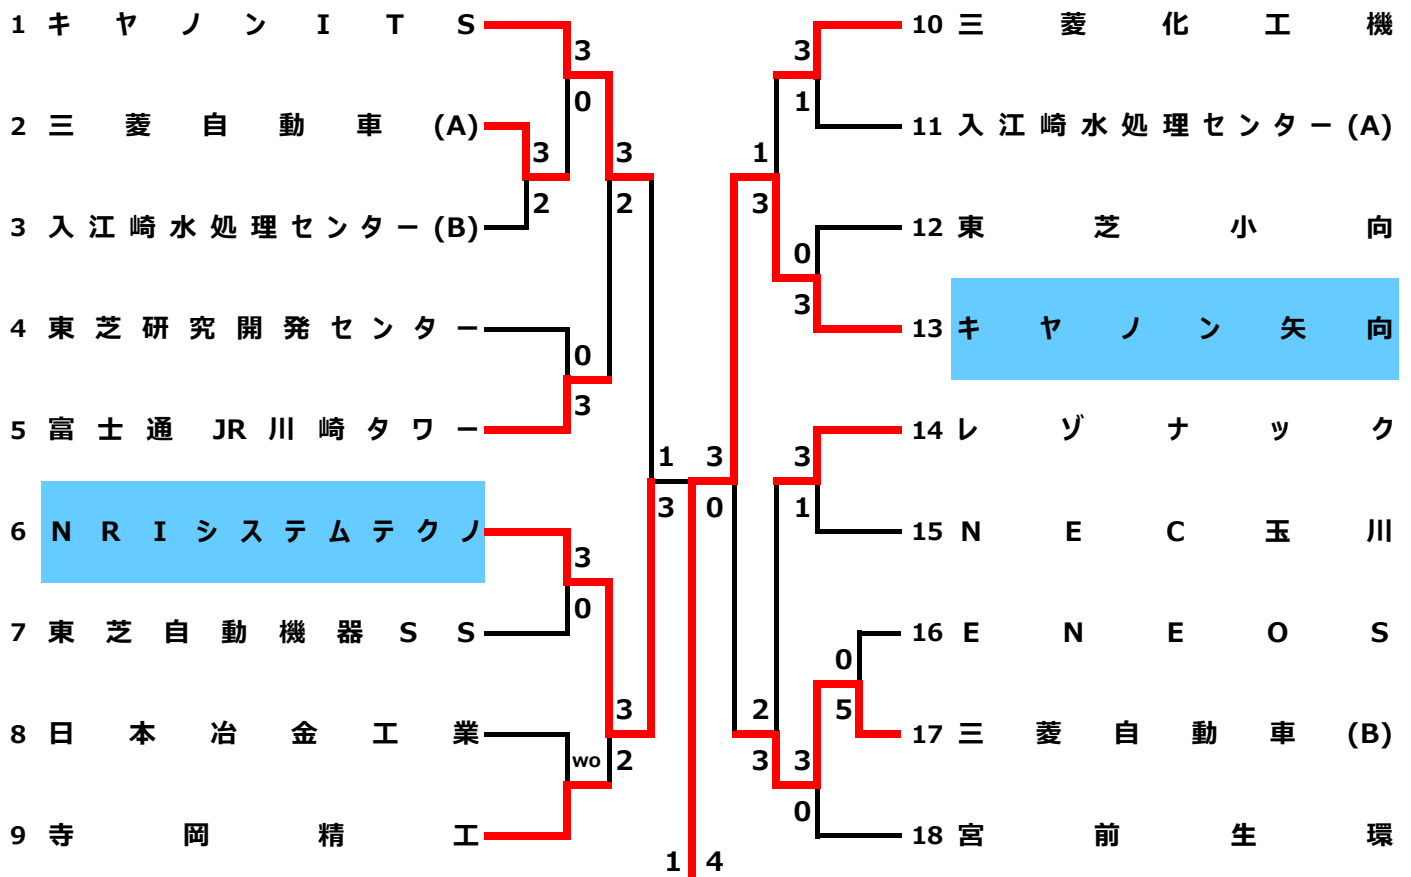 1 キヤノンITS
2 三菱自動車(A)
3 入江崎水処理センター(B)
4 東芝研究開発センター
5 富士通JR川崎タワー
6 NRIシステムテクノ
7 東芝自動機器SS
8 日本冶金工業
9 寺岡精工
3
0
3
2
3
2
0
3
1
3
3
0
3
2
wo
1 4
3
0
1
3
3
1
0
3
3
1
0
5
2
3
3
0
10 三菱化工機
11 入江崎水処理センター(A)
12 東芝小向
13 キヤノン矢向
14 レゾナック
15 NEC玉川
16 ENEOS
17 三菱自動車(B)
18 宮前生環